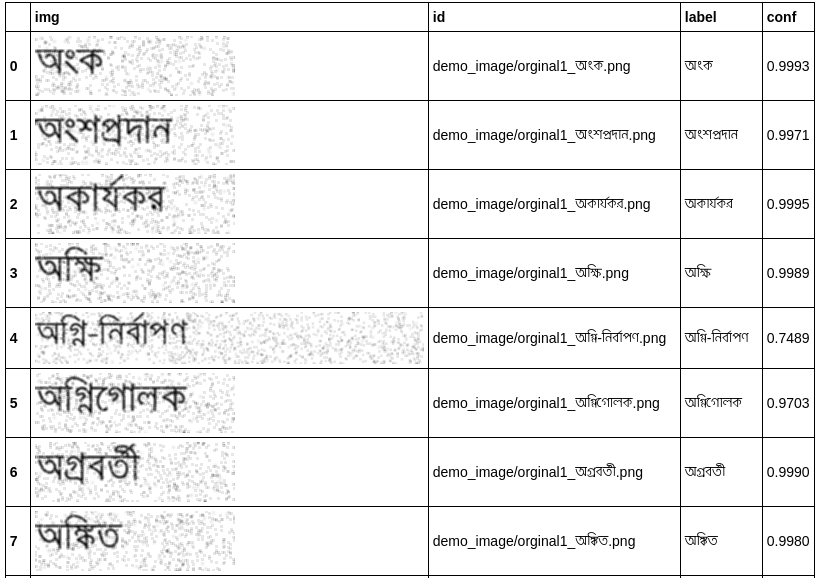 img id label conf
0 অংক demo_image/orginal1_অংক.png অংক 0.9993
1 অংশপ্রদান demo_image/orginal1_অংশপ্রদান.png অংশপ্রদান 0.9971
2 অকার্যকর demo_image/orginal1_অকার্যকর.png অকার্যকর 0.9995
3 অক্ষি demo_image/orginal1_অক্ষি.png অক্ষি 0.9989
4 অগ্নি-নির্বাপণ demo_image/orginal1_অগ্নি-নির্বাপণ.png অগ্নি-নির্বাপণ 0.7489
5 অগ্নিগোলক demo_image/orginal1_অগ্নিগোলক.png অগ্নিগোলক 0.9703
6 অগ্রবর্তী demo_image/orginal1_অগ্রবর্তী.png অগ্রবর্তী 0.9990
7 অঙ্কিত demo_image/orginal1_অঙ্কিত.png অঙ্কিত 0.9980